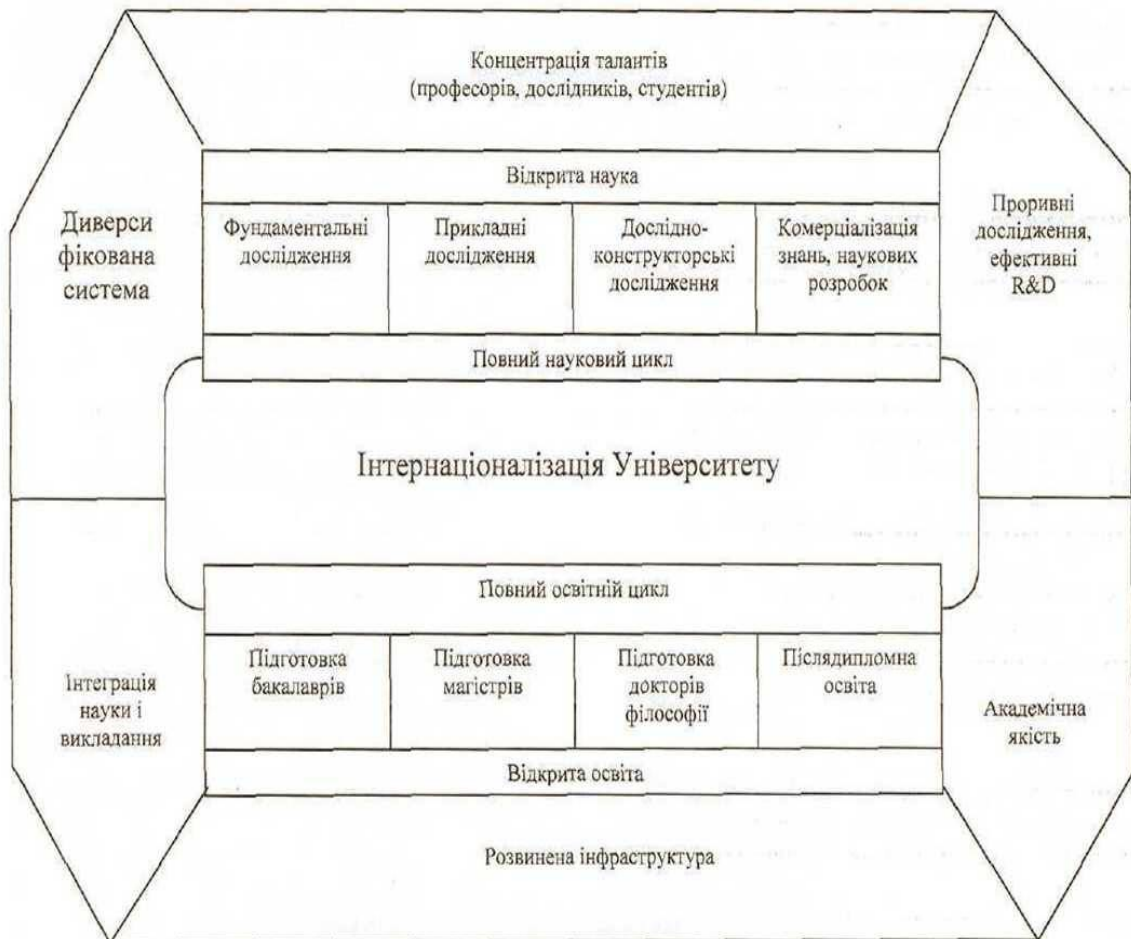 Концентрація талантів
(професорів, дослідників, студентів)
Відкрита наука
Диверси
фікована
система
Фундаментальні
дослідження
Прикладні
дослідження
Дослідно-
конструкторські
дослідження
Комерціалізація
знань, наукових
розробок
Проривні
дослідження,
ефективні
R&D
Повний науковий цикл
Інтернаціоналізація Університету
Повний освітній цикл
Інтеграція
науки і
викладання
Підготовка
бакалаврів
Підготовка
магістрів
Підготовка
докторів
філософії
Післядипломна
освіта
Академічна
якість
Відкрита освіта
Розвинена інфраструктура